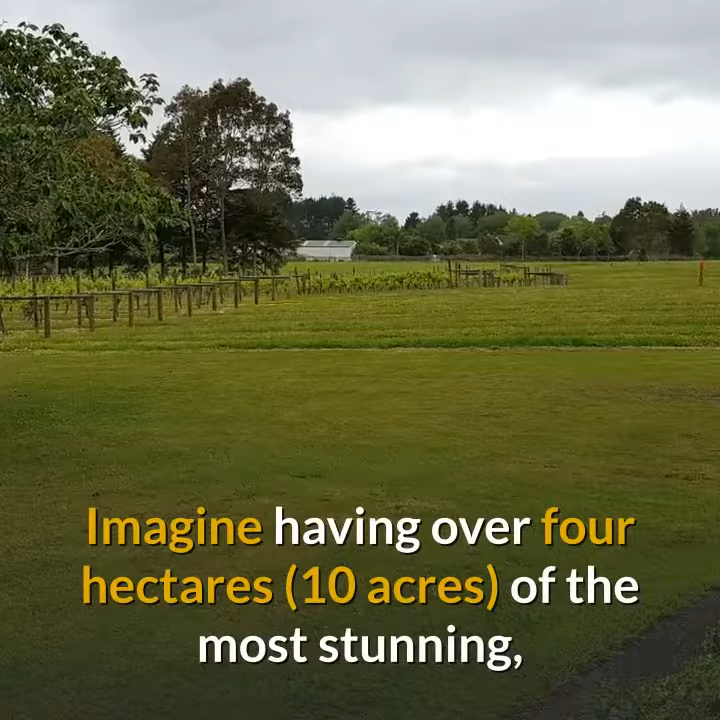 Imagine having over four
hectares (10 acres) of the
most stunning,